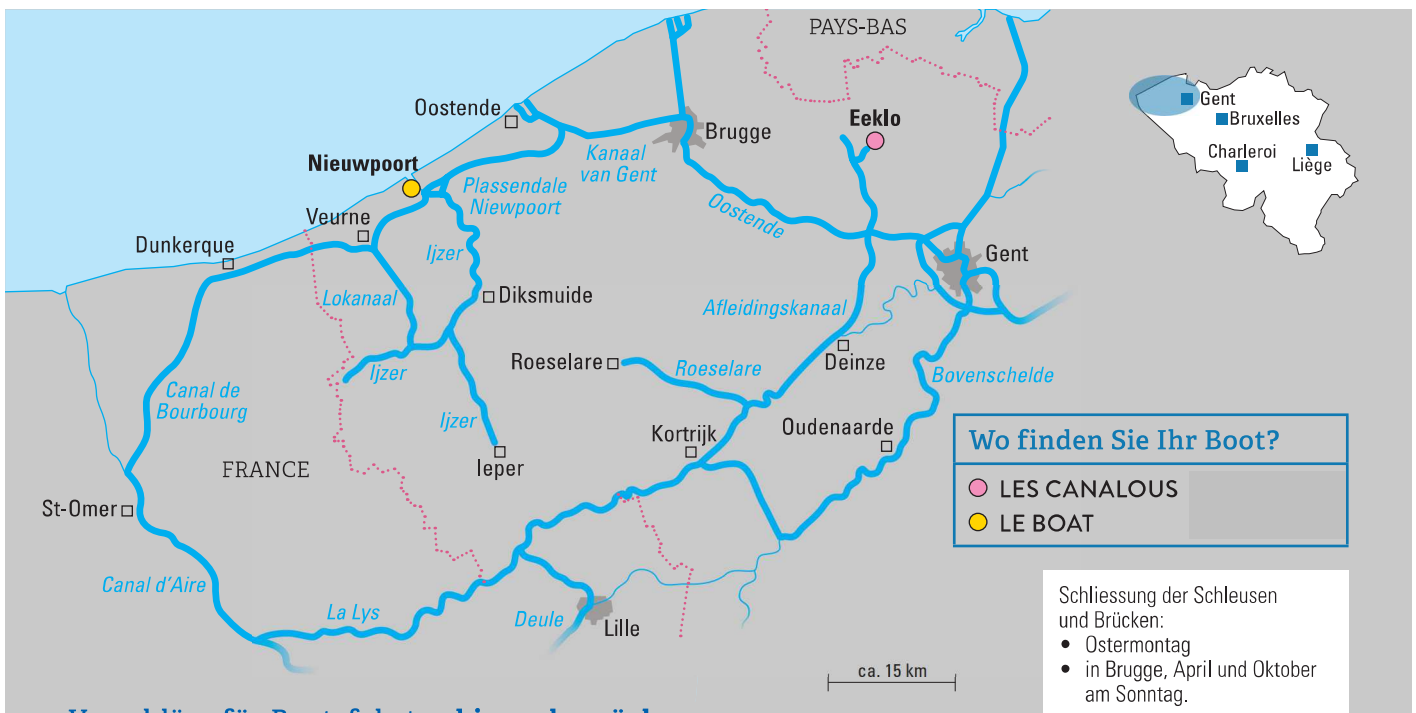 PAYS-BAS
Oostende
Brugge
Eeklo
Kanaal
van Gent
Nieuwpoort
Plassendale
Niewpoort
Oostende
Veurne
Dunkerque
Ijzer
Gent
Lokanaal
Diksmuide
Afleidingskanaal
Roeselare
Roeselare
Deinze
Bovenschelde
Ijzer
Canal de
Bourbourg
Ijzer
Kortrijk
Oudenaarde
Ieper
FRANCE
St-Omer
Canal d'Aire
La Lys
Deule
Lille
ca. 15 km
Gent
Bruxelles
Charleroi
Liège
Wo finden Sie Ihr Boot?
LES CANALOUS
LE BOAT
Schliessung der Schleusen
und Brücken:
• Ostermontag
• in Brugge, April und Oktober
am Sonntag.